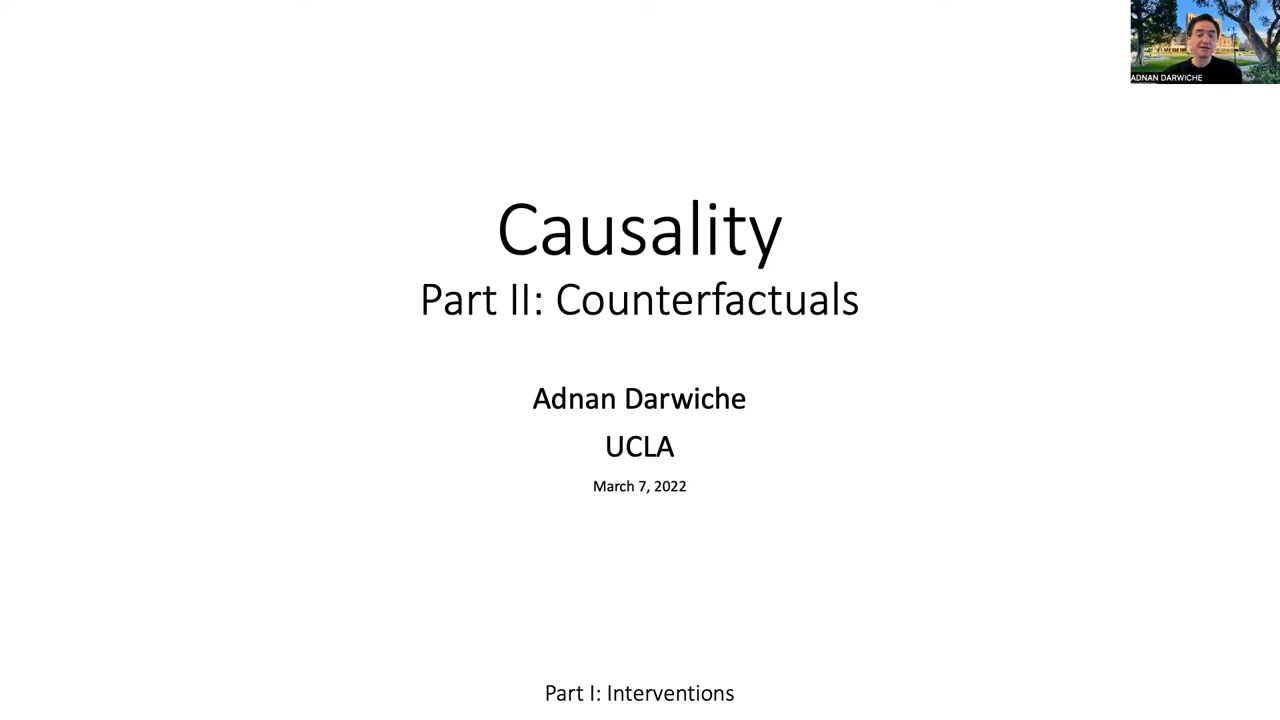 ADNAN DARWICHE
Causality
Part II: Counterfactuals
Adnan Darwiche
UCLA
March 7, 2022
Part I: Interventions